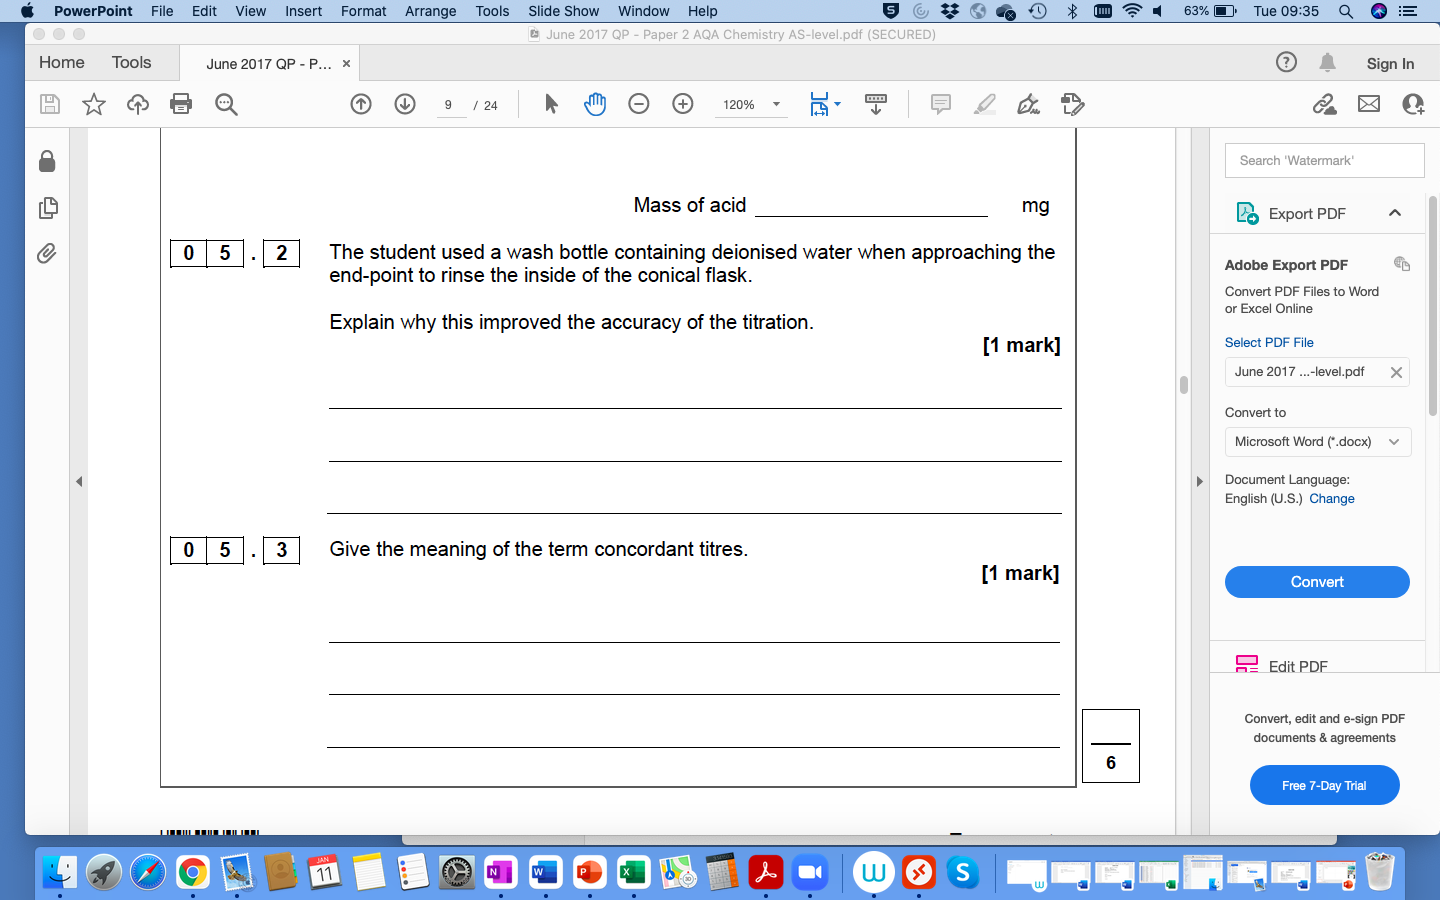 PowerPoint File Edit View Insert Format Arrange Tools Slide Show Window Help 63% Tue 09:35
June 2017 QP - Paper 2 AQA Chemistry AS-level.pdf (SECURED)
Home Tools June 2017 QP - P... × Sign In
9 / 24 120%
Search 'Watermark'
Mass of acid mg
Export PDF
0 5 . 2 The student used a wash bottle containing deionised water when approaching the
end-point to rinse the inside of the conical flask.
Adobe Export PDF
Convert PDF Files to Word
or Excel Online
Explain why this improved the accuracy of the titration.
[1 mark]
Select PDF File
June 2017 ...-level.pdf
Convert to
Microsoft Word (*.docx)
Document Language:
English (U.S.) Change
0 5 . 3 Give the meaning of the term concordant titres.
[1 mark]
Convert
Edit PDF
Convert, edit and e-sign PDF
documents & agreements
6
Free 7-Day Trial
JAN
11